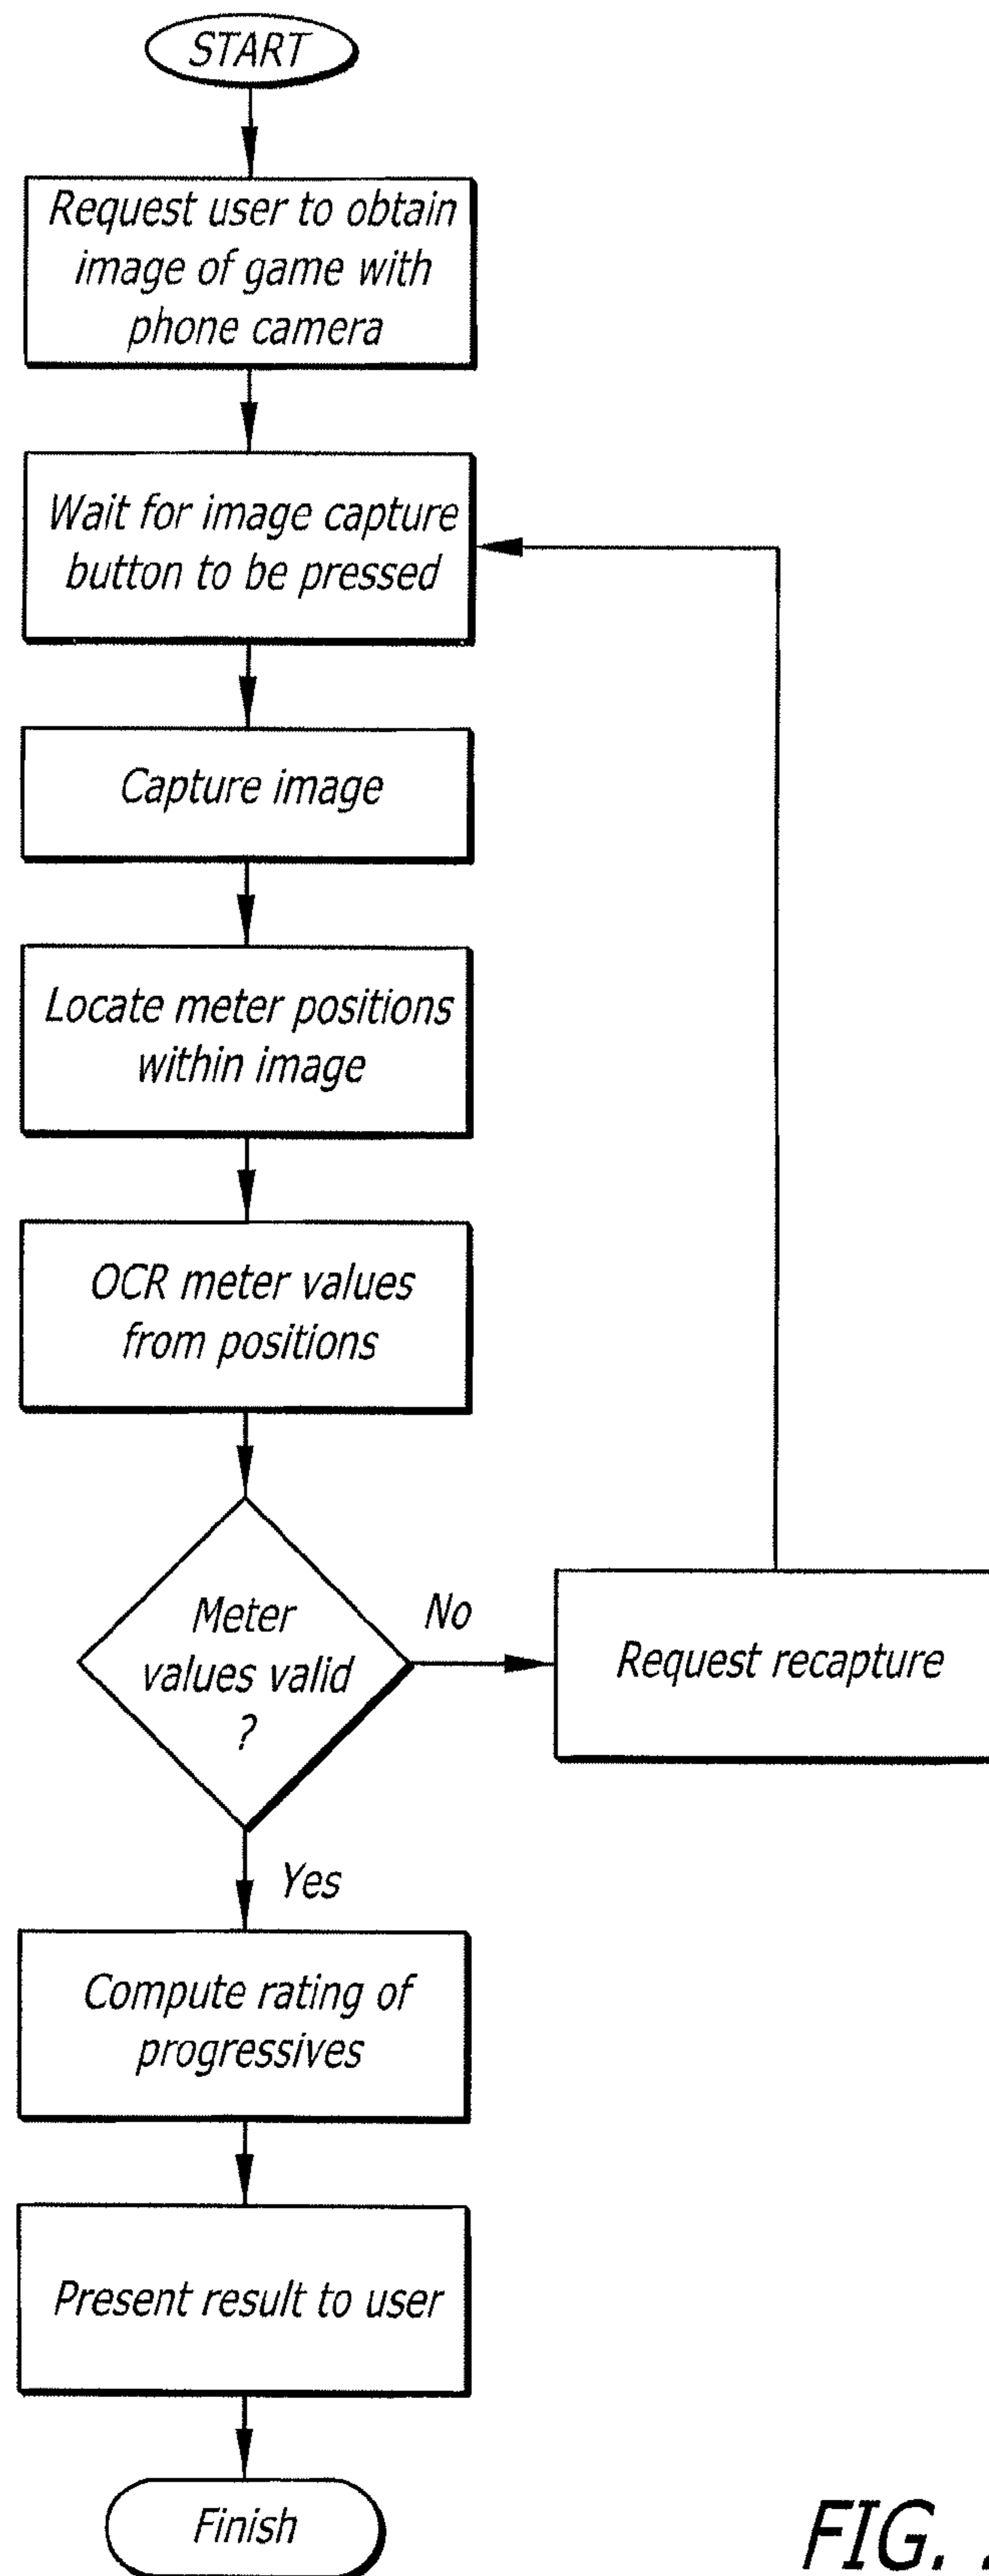 START
Request user to obtain
image of game with
phone camera
Wait for image capture
button to be pressed
Capture image
Locate meter positions
within image
OCR meter values
from positions
Meter
values valid
?
No
Request recapture
Yes
Compute rating of
progressives
Present result to user
Finish
FIG.